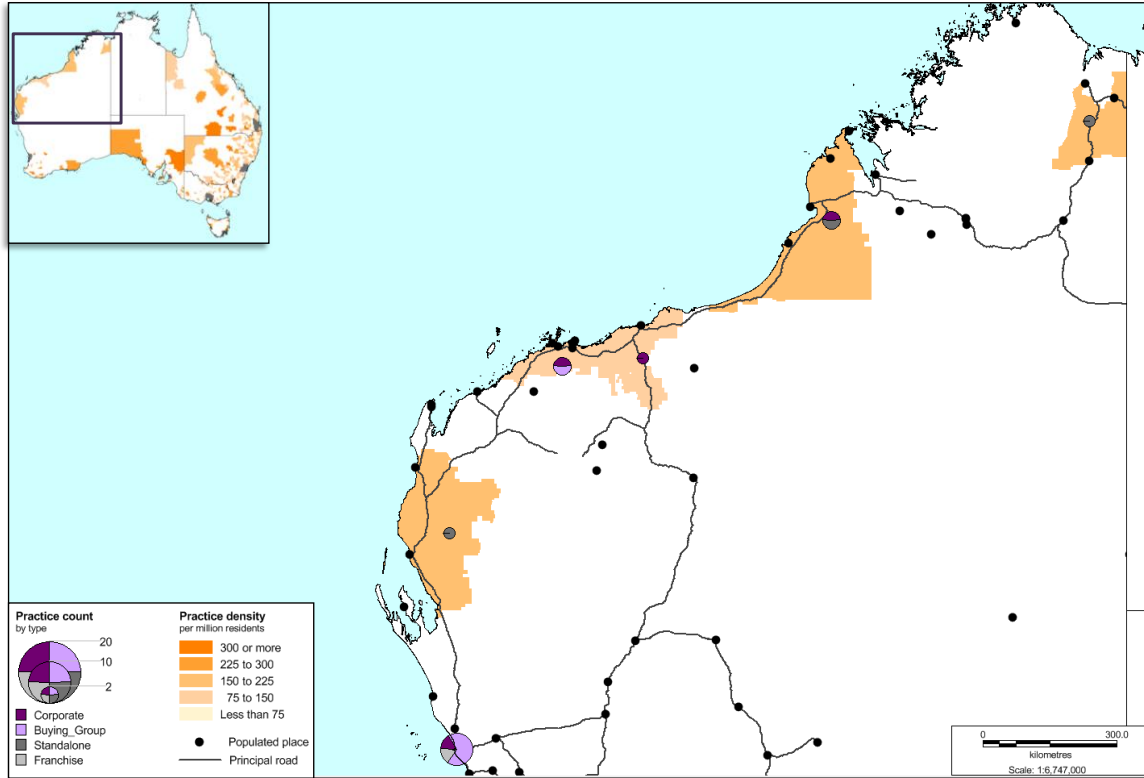 Practice count
by type
20
10
2
Corporate
Buying_Group
Standalone
Franchise
Practice density
per million residents
300 or more
225 to 300
150 to 225
75 to 150
Less than 75
Populated place
Principal road
0
300.0
kilometres
Scale: 1:6,747,000